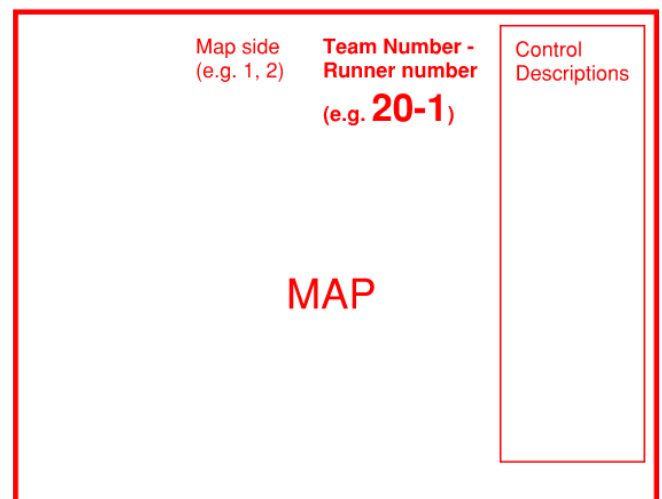 Map side
(e.g. 1, 2)
Team Number -
Runner number
(e.g. 20-1)
Control
Descriptions
MAP